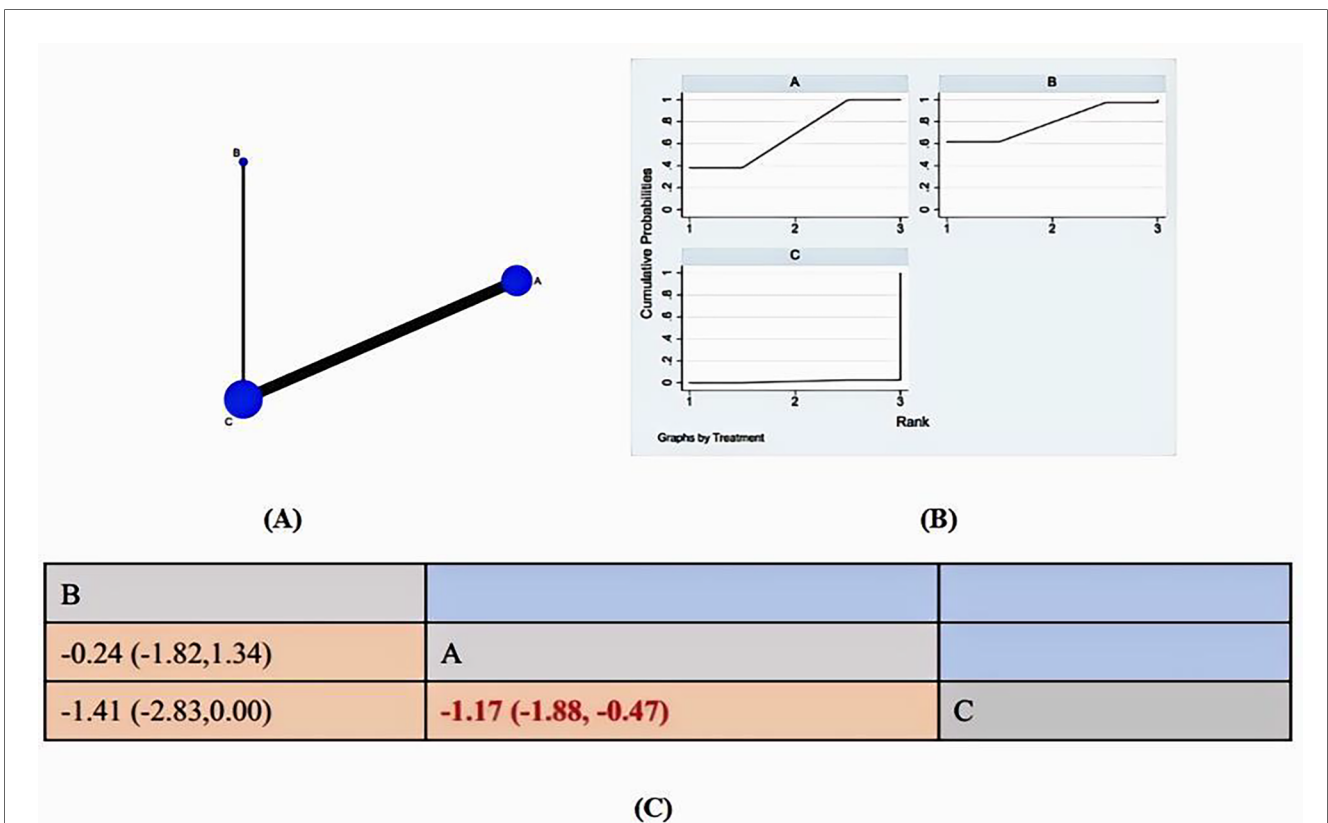 B
A
C
A
B
Cumulative Probabilities
0 .2 .4 .6 .8 1
1 2 3
0 .2 .4 .6 .8 1
1 2 3
C
0 .2 .4 .6 .8 1
1 2 3
Rank
Graphs by Treatment
(A)
(B)
B
-0.24 (-1.82,1.34)
A
-1.41 (-2.83,0.00)
-1.17 (-1.88, -0.47)
C
(C)